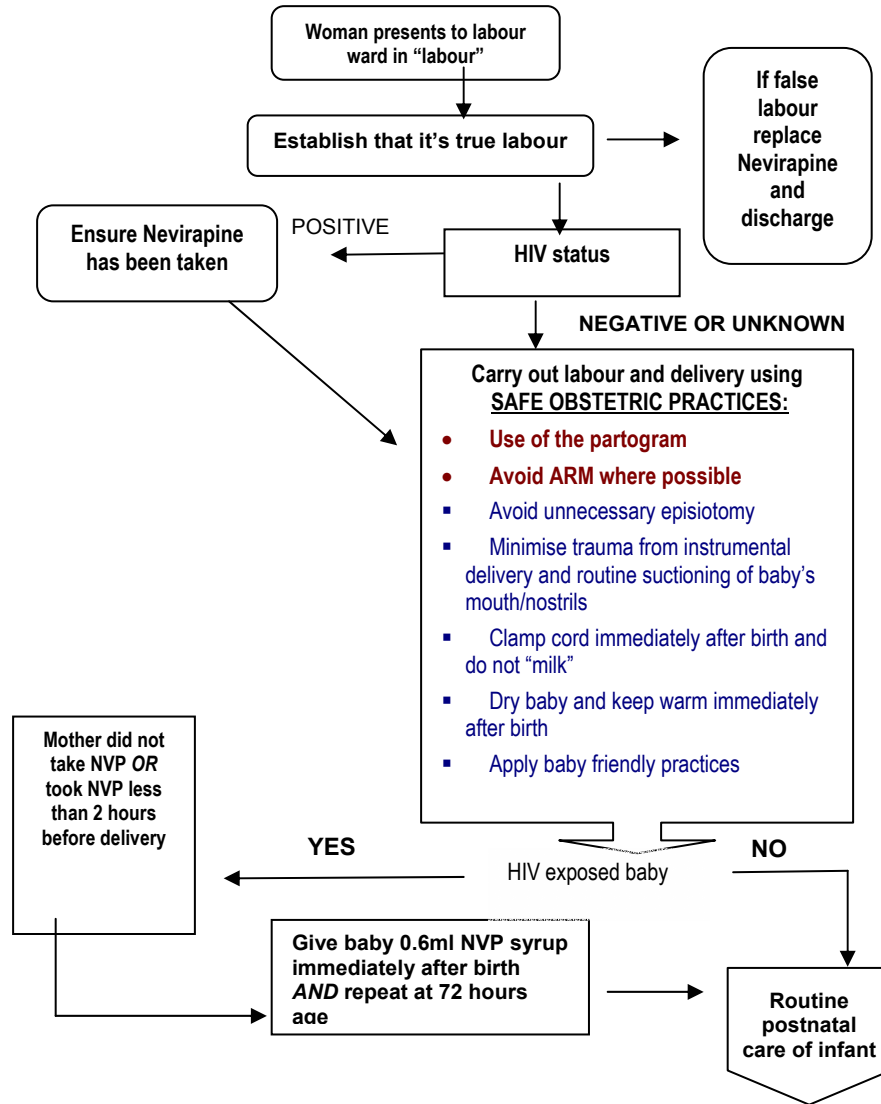 Woman presents to labour
ward in “labour”
If false
labour
replace
Nevirapine
and
discharge
Establish that it’s true labour
Ensure Nevirapine
has been taken
POSITIVE
HIV status
NEGATIVE OR UNKNOWN
Carry out labour and delivery using
SAFE OBSTETRIC PRACTICES:
• Use of the partogram
• Avoid ARM where possible
▪ Avoid unnecessary episiotomy
▪ Minimise trauma from instrumental
delivery and routine suctioning of baby’s
mouth/nostrils
▪ Clamp cord immediately after birth and
do not “milk”
▪ Dry baby and keep warm immediately
after birth
▪ Apply baby friendly practices
Mother did not
take NVP OR
took NVP less
than 2 hours
before delivery
YES
HIV exposed baby
NO
Give baby 0.6ml NVP syrup
immediately after birth
AND repeat at 72 hours
age
Routine
postnatal
care of infant